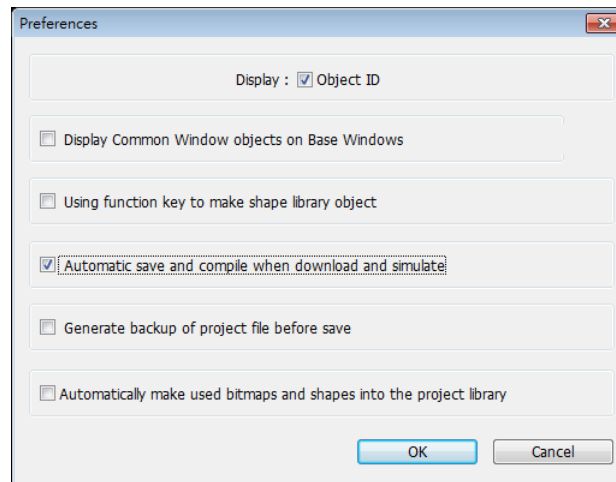 Preferences
Display : Object ID
Display Common Window objects on Base Windows
Using function key to make shape library object
Automatic save and compile when download and simulate
Generate backup of project file before save
Automatically make used bitmaps and shapes into the project library
OK Cancel